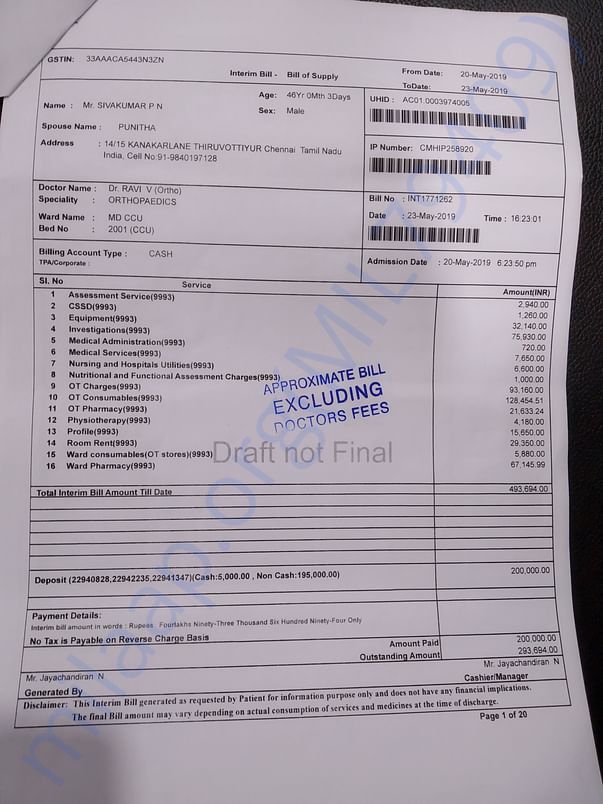 GSTIN: 33AAACA5443N3ZN
Interim Bill - Bill of Supply
From Date: 20-May-2019
ToDate: 23-May-2019
Name : Mr. SIVAKUMAR P N
Age: 46Yr 0Mth 3Days
Sex: Male
UHID : AC01.0003974005
Spouse Name : PUNITHA
Address : 14/15 KANAKARLANE THIRUVOTTIYUR Chennai Tamil Nadu
India, Cell No:91-9840197128
IP Number: CMHIP258920
Doctor Name : Dr. RAVI V (Ortho)
Speciality : ORTHOPAEDICS
Ward Name : MD CCU
Bed No : 2001 (CCU)
Bill No : INT1771262
Date : 23-May-2019 Time : 16:23:01
Billing Account Type : CASH
TPA/Corporate :
Admission Date : 20-May-2019 6:23:50 pm
Sl. No Service Amount(INR)
1 Assessment Service(9993) 2,940.00
2 CSSD(9993) 1,260.00
3 Equipment(9993) 32,140.00
4 Investigations(9993) 75,930.00
5 Medical Administration(9993) 720.00
6 Medical Services(9993) 7,650.00
7 Nursing and Hospitals Utilities(9993) 6,600.00
8 Nutritional and Functional Assessment Charges(9993) 1,000.00
9 OT Charges(9993) 93,160.00
10 OT Consumables(9993) 128,454.51
11 OT Pharmacy(9993) 21,633.24
12 Physiotherapy(9993) 4,180.00
13 Profile(9993) 15,650.00
14 Room Rent(9993) 29,350.00
15 Ward consumables(OT stores)(9993) 5,880.00
16 Ward Pharmacy(9993) 67,145.99
APPROXIMATE BILL
EXCLUDING
DOCTORS FEES
Draft not Final
Total Interim Bill Amount Till Date 493,694.00
Deposit (22940828,22942235,22941347)(Cash:5,000.00 , Non Cash:195,000.00) 200,000.00
Payment Details:
Interim bill amount in words : Rupees. Fourlakhs Ninety-Three Thousand Six Hundred Ninety-Four Only
No Tax is Payable on Reverse Charge Basis
Amount Paid 200,000.00
Outstanding Amount 293,694.00
Mr. Jayachandiran N Mr. Jayachandiran N
Generated By Cashier/Manager
Disclaimer: This Interim Bill generated as requested by Patient for information purpose only and does not have any financial implications.
The final Bill amount may vary depending on actual consumption of services and medicines at the time of discharge.
Page 1 of 20